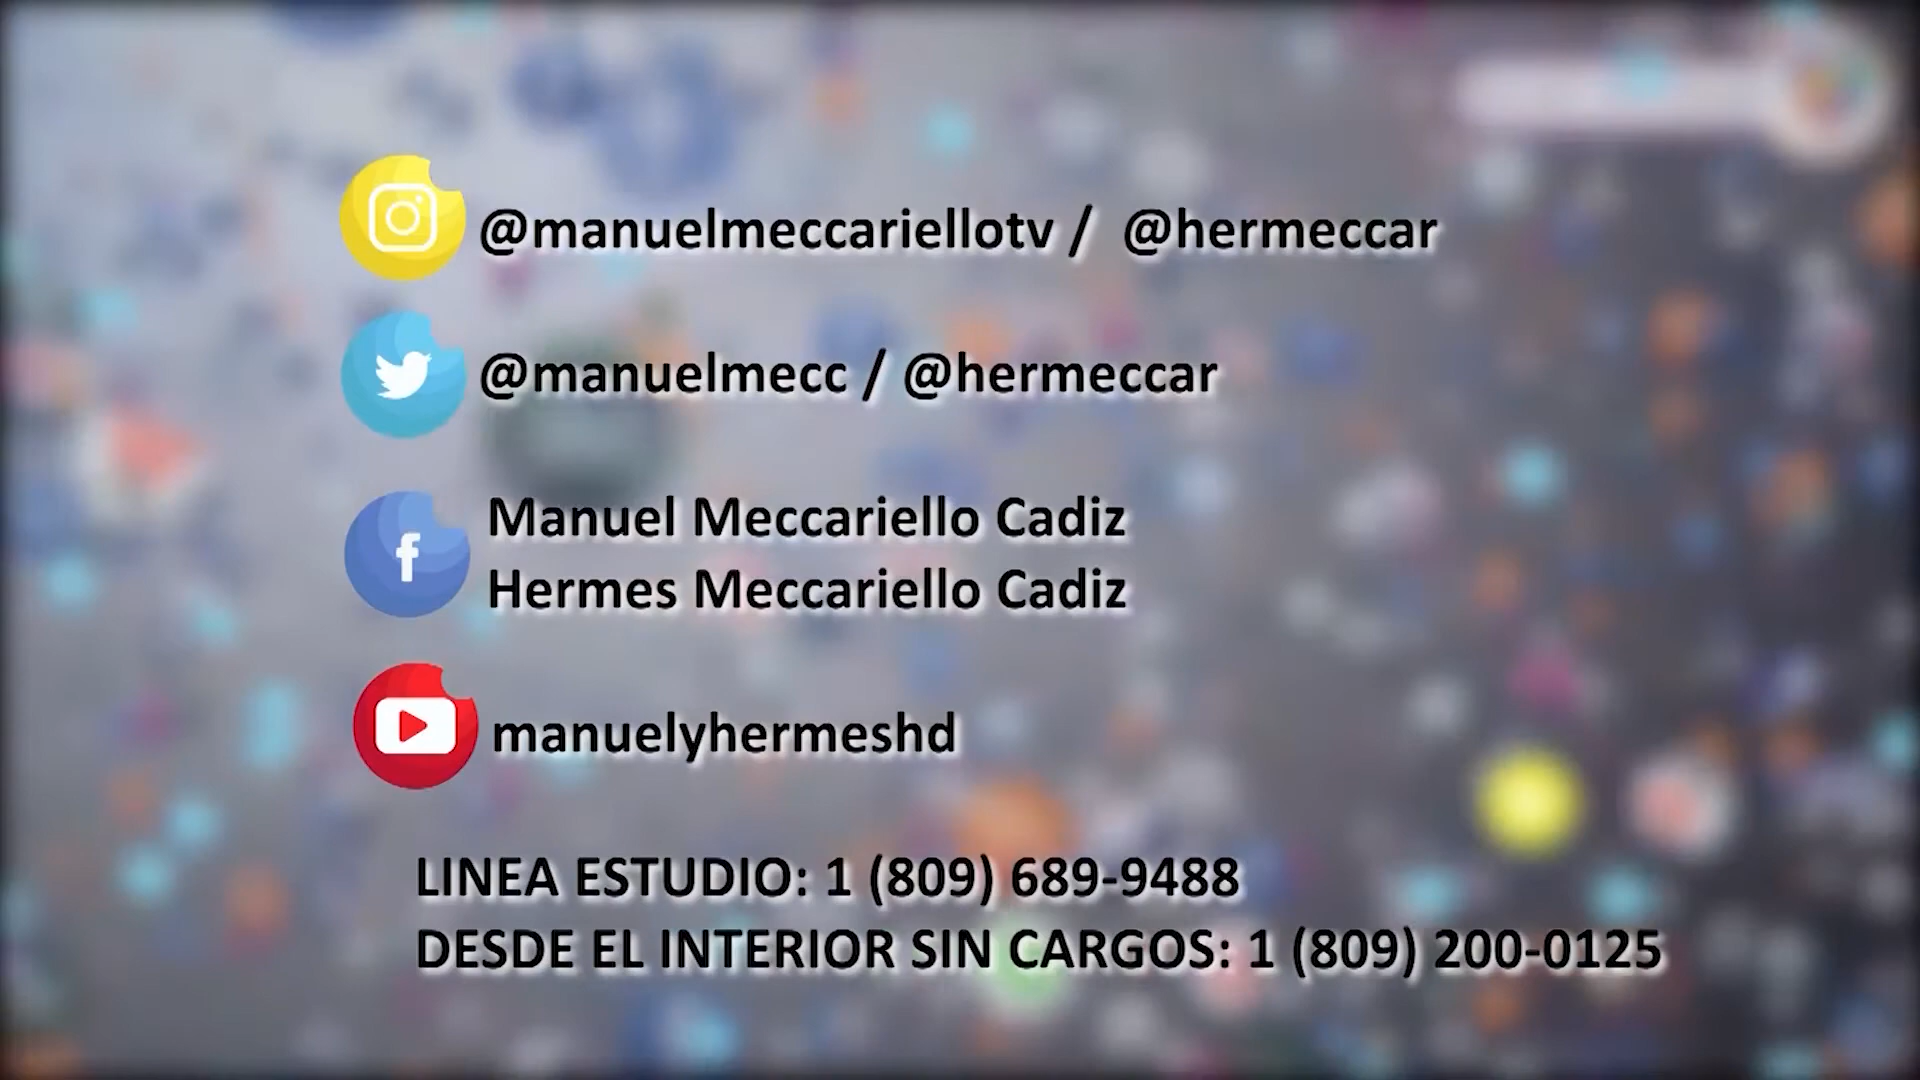 @manuelmeccariellotv / @hermeccar
@manuelmecc / @hermeccar
Manuel Meccariello Cadiz
Hermes Meccariello Cadiz
manuelyhermeshd
LINEA ESTUDIO: 1 (809) 689-9488
DESDE EL INTERIOR SIN CARGOS: 1 (809) 200-0125